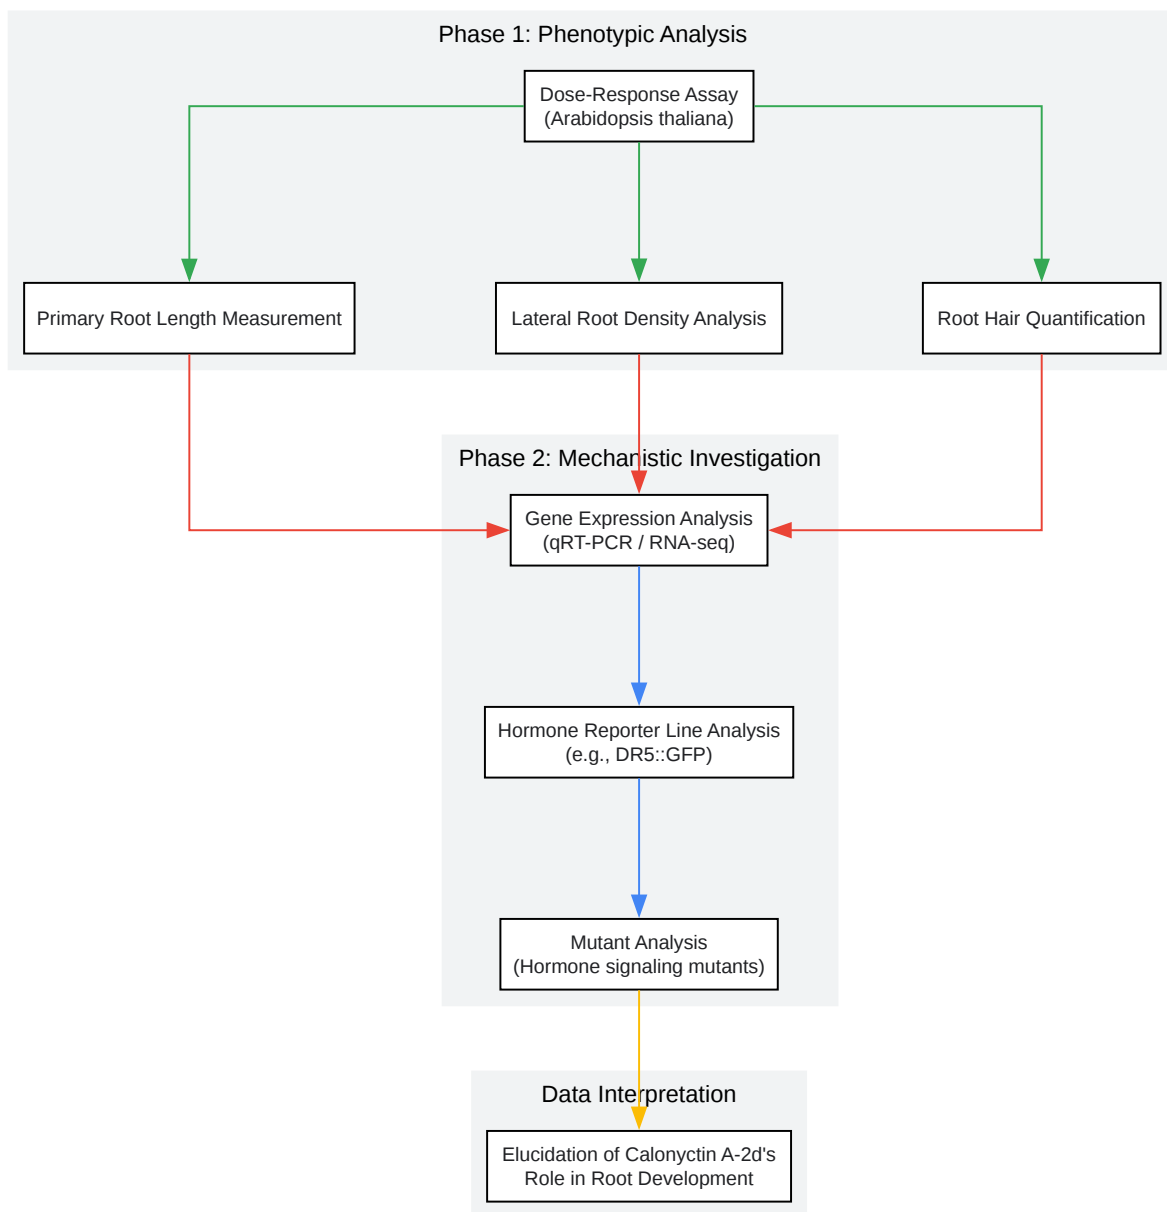 Phase 1: Phenotypic Analysis
Dose-Response Assay
(Arabidopsis thaliana)
Primary Root Length Measurement
Lateral Root Density Analysis
Root Hair Quantification
Phase 2: Mechanistic Investigation
Gene Expression Analysis
(qRT-PCR / RNA-seq)
Hormone Reporter Line Analysis
(e.g., DR5::GFP)
Mutant Analysis
(Hormone signaling mutants)
Data Interpretation
Elucidation of Calonyctin A-2d's
Role in Root Development